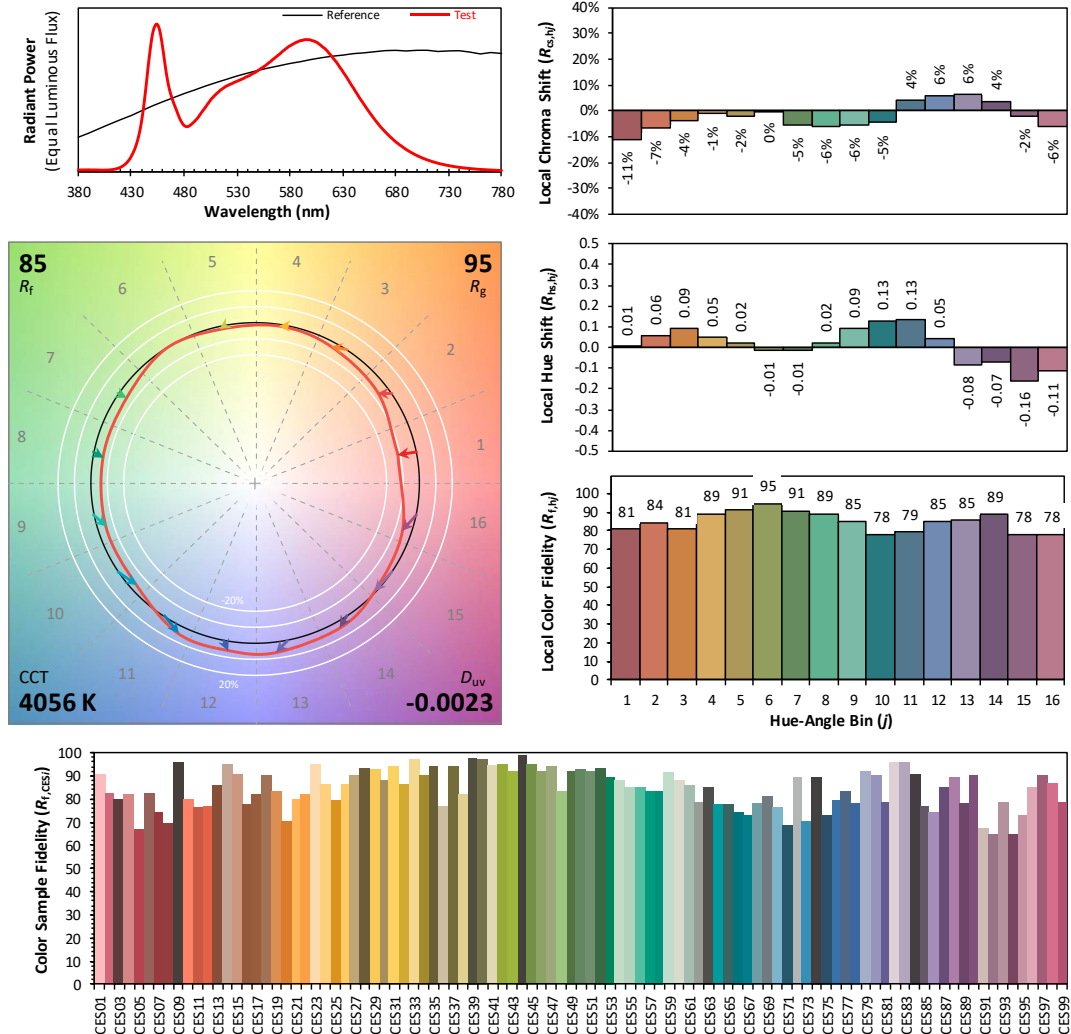 Reference
Test
Radiant Power
(Equal Luminous Flux)
380 430 480 530 580 630 680 730 780
Wavelength (nm)
Local Chroma Shift (Rcs,hj)
40%
30%
20%
10%
0%
-10%
-20%
-30%
-40%
-11% -7% -4% -1% -2% 0% -5% -6% -6% -5% 4% 6% 6% 4% -2% -6%
85
Rf
95
Rg
CCT
4056 K
Duv
-0.0023
1 2 3 4 5 6 7 8 9 10 11 12 13 14 15 16
-20%
20%
Local Hue Shift (Rhs,hj)
0.5
0.4
0.3
0.2
0.1
0.0
-0.1
-0.2
-0.3
-0.4
-0.5
0.01 0.06 0.09 0.05 0.02 -0.01 -0.01 0.02 0.09 0.13 0.13 0.05 -0.08 -0.07 -0.16 -0.11
Local Color Fidelity (Rf,hj)
100
90
80
70
60
50
40
30
20
10
0
81 84 81 89 91 95 91 89 85 78 79 85 85 89 78 78
1 2 3 4 5 6 7 8 9 10 11 12 13 14 15 16
Hue-Angle Bin (j)
Color Sample Fidelity (Rf,CESi)
100
90
80
70
60
50
40
30
20
10
0
CES01 CES03 CES05 CES07 CES09 CES11 CES13 CES15 CES17 CES19 CES21 CES23 CES25 CES27 CES29 CES31 CES33 CES35 CES37 CES39 CES41 CES43 CES45 CES47 CES49 CES51 CES53 CES55 CES57 CES59 CES61 CES63 CES65 CES67 CES69 CES71 CES73 CES75 CES77 CES79 CES81 CES83 CES85 CES87 CES89 CES91 CES93 CES95 CES97 CES99